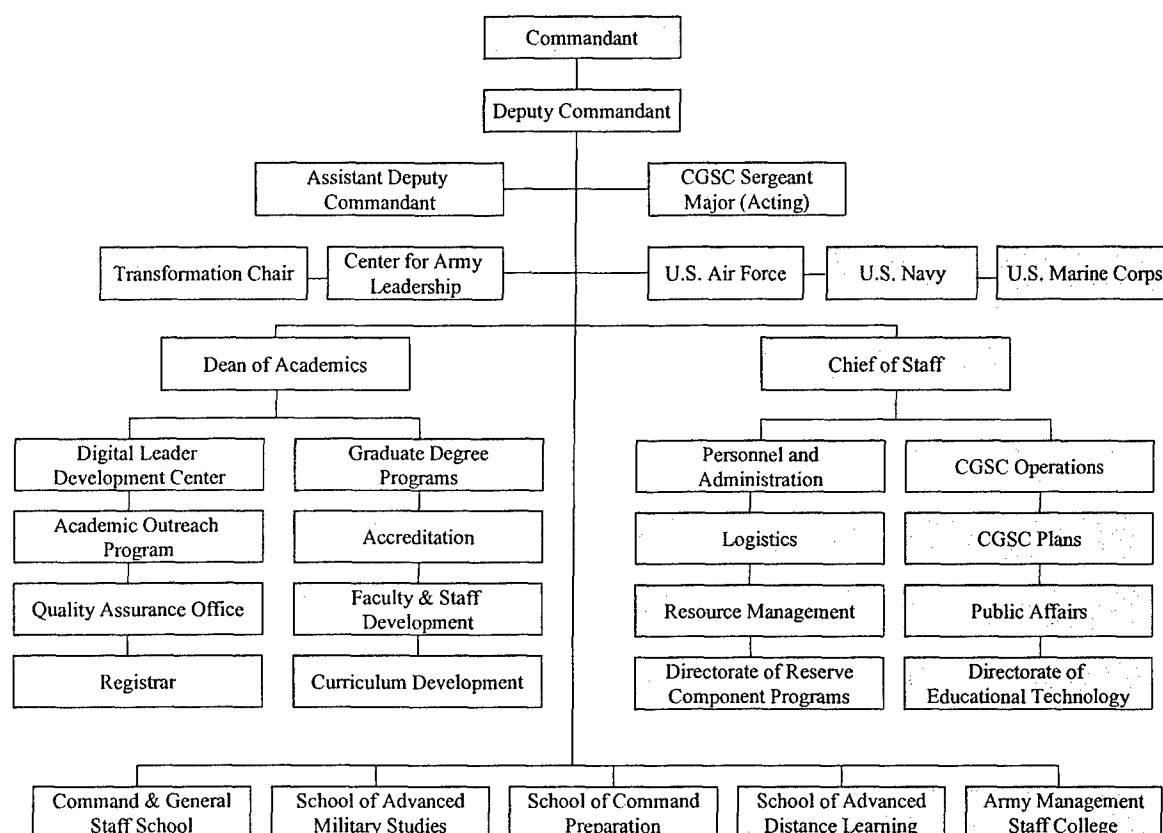 Commandant
Deputy Commandant
Assistant Deputy
Commandant
CGSC Sergeant
Major (Acting)
Transformation Chair
Center for Army
Leadership
U.S. Air Force
U.S. Navy
U.S. Marine Corps
Dean of Academics
Chief of Staff
Digital Leader
Development Center
Graduate Degree
Programs
Personnel and
Administration
CGSC Operations
Academic Outreach
Program
Accreditation
Logistics
CGSC Plans
Quality Assurance Office
Faculty & Staff
Development
Resource Management
Public Affairs
Registrar
Curriculum Development
Directorate of Reserve
Component Programs
Directorate of
Educational Technology
Command & General
Staff School
School of Advanced
Military Studies
School of Command
Preparation
School of Advanced
Distance Learning
Army Management
Staff College